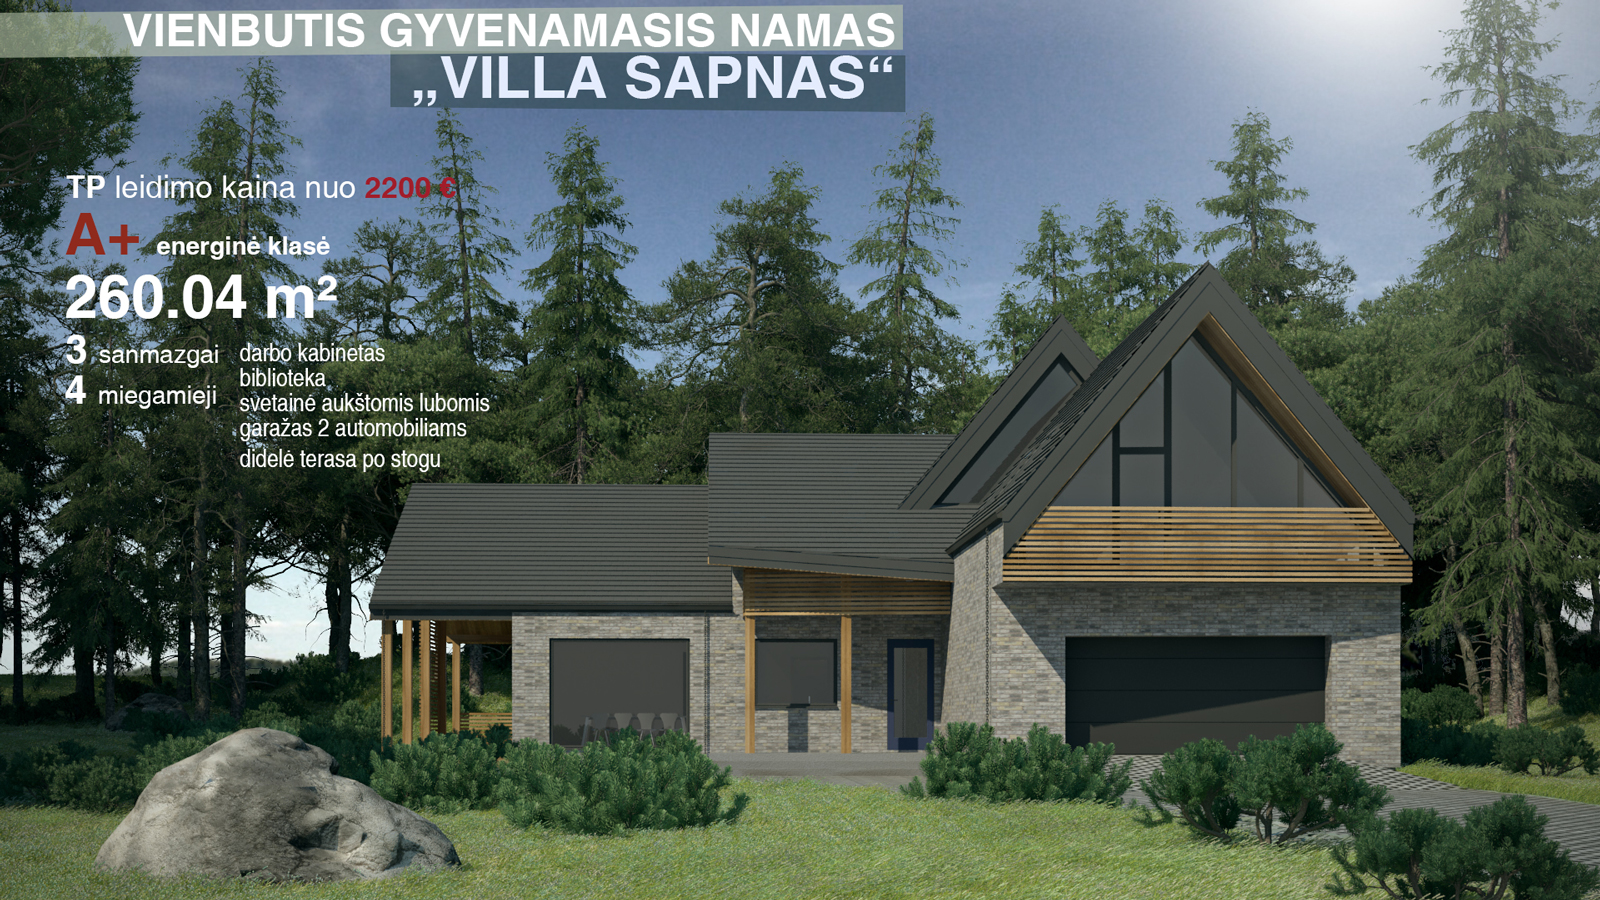 VIENBUTIS GYVENAMASIS NAMAS
„VILLA SAPNAS“
TP leidimo kaina nuo 2200 €
A+ energinė klasė
260.04 m²
3 sanmazgai
4 miegamieji
darbo kabinetas
biblioteka
svetainė aukštomis lubomis
garažas 2 automobiliams
didelė terasa po stogu